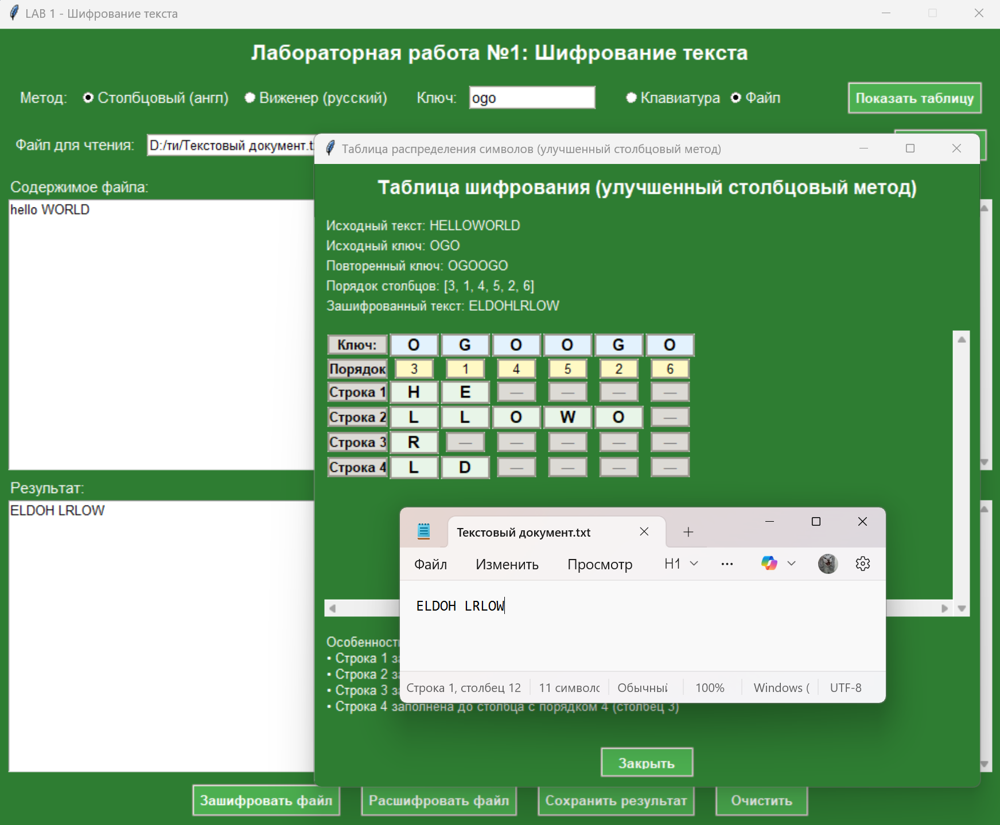 LAB 1 - Шифрование текста
Лабораторная работа №1: Шифрование текста
Метод: Столбцовый (англ) Виженер (русский) Ключ: ogo Клавиатура Файл Показать таблицу
Файл для чтения: D:/ти/Текстовый документ.t
Таблица распределения символов (улучшенный столбцовый метод)
Содержимое файла:
hello WORLD
Таблица шифрования (улучшенный столбцовый метод)
Исходный текст: HELLOWORLD
Исходный ключ: OGO
Повторенный ключ: OGOOGO
Порядок столбцов: [3, 1, 4, 5, 2, 6]
Зашифрованный текст: ELDOHLRLOW
Ключ: O G O O G O
Порядок 3 1 4 5 2 6
Строка 1 H E — — — —
Строка 2 L L O W O —
Строка 3 R — — — — —
Строка 4 L D — — — —
Результат:
ELDOH LRLOW
Текстовый документ.txt
Файл Изменить Просмотр H1
ELDOH LRLOW
Строка 1, столбец 12 11 символо Обычный 100% Windows ( UTF-8
Особенност
• Строка 1 з
• Строка 2 з
• Строка 3 з
• Строка 4 заполнена до столбца с порядком 4 (столбец 3)
Закрыть
Зашифровать файл Расшифровать файл Сохранить результат Очистить